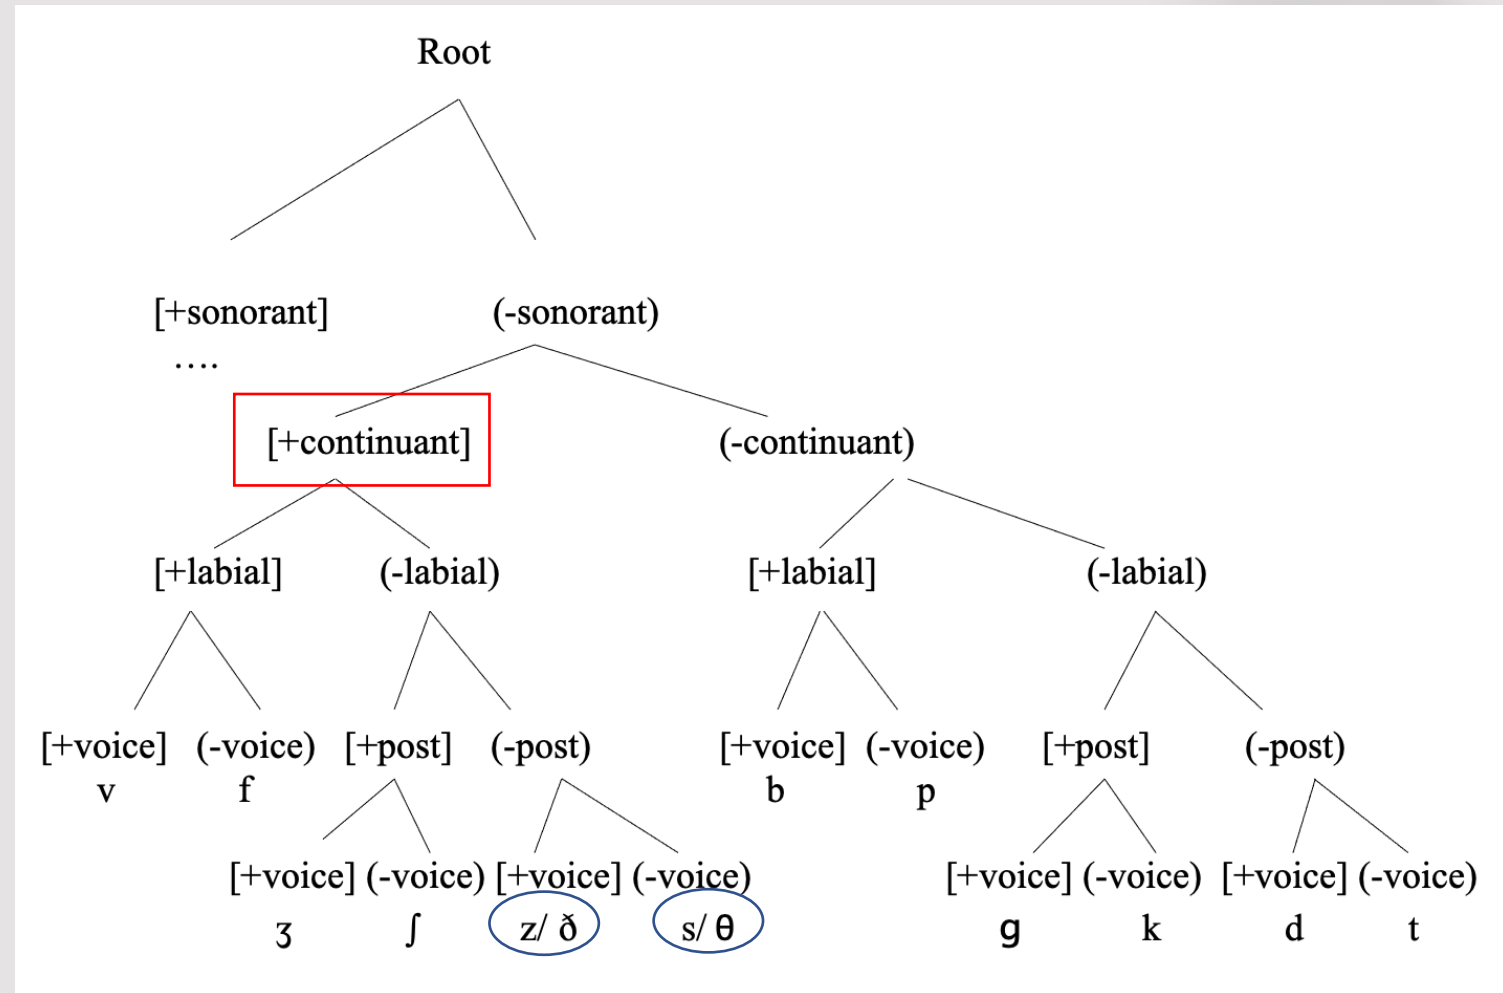 Root
[+sonorant] (-sonorant)
....
[+continuant] (-continuant)
[+labial] (-labial) [+labial] (-labial)
[+voice] (-voice) [+post] (-post) [+voice] (-voice) [+post] (-post)
v f b p
[+voice] (-voice) [+voice] (-voice) [+voice] (-voice) [+voice] (-voice)
ʒ ʃ z/ ð s/ θ g k d t